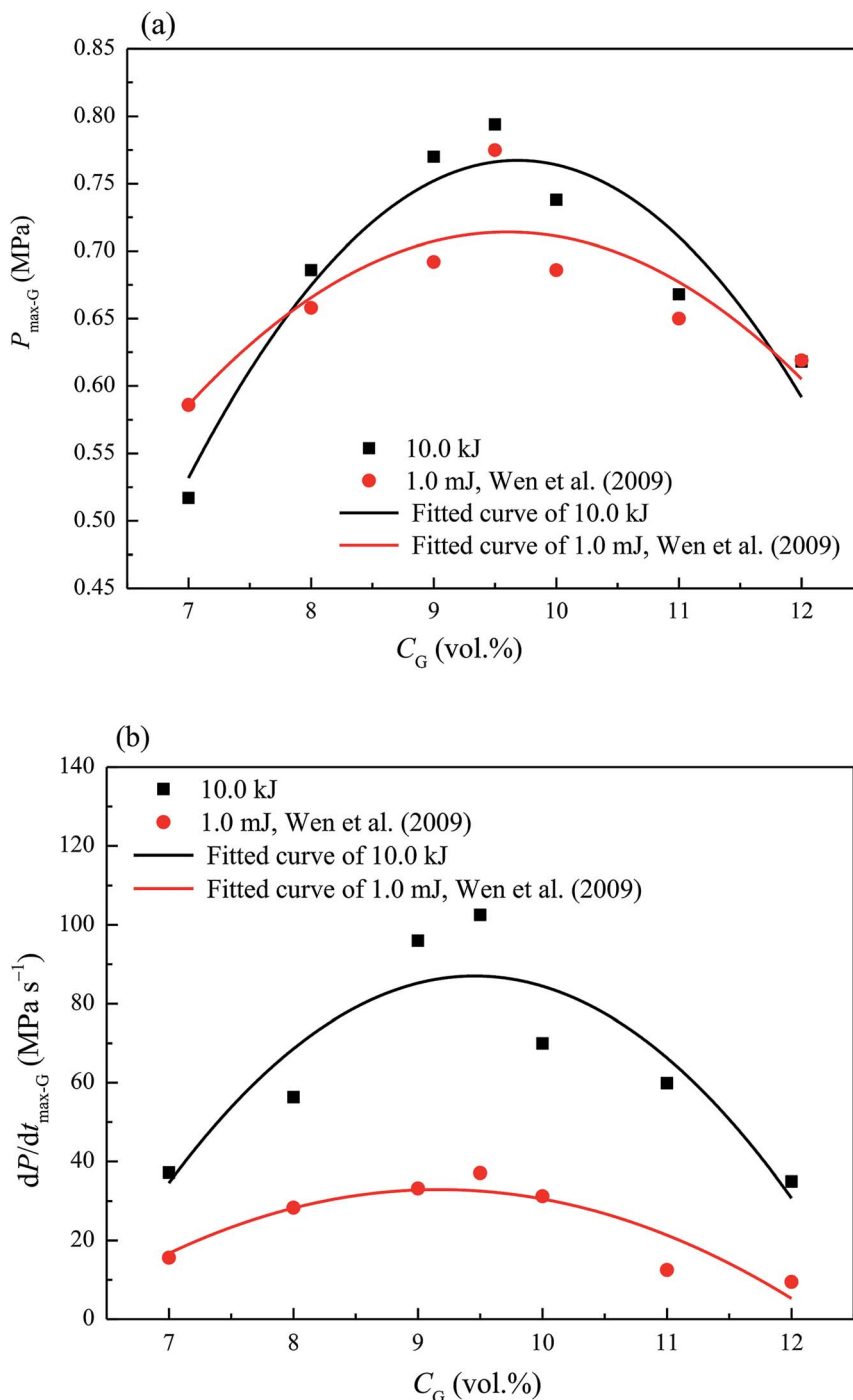 (a)
0.85
0.80
0.75
0.70
0.65
0.60
0.55
0.50
0.45
P_max-G (MPa)
10.0 kJ
1.0 mJ, Wen et al. (2009)
Fitted curve of 10.0 kJ
Fitted curve of 1.0 mJ, Wen et al. (2009)
7 8 9 10 11 12
C_G (vol.%)
(b)
140
120
100
80
60
40
20
0
dP/dt_max-G (MPa s⁻¹)
10.0 kJ
1.0 mJ, Wen et al. (2009)
Fitted curve of 10.0 kJ
Fitted curve of 1.0 mJ, Wen et al. (2009)
7 8 9 10 11 12
C_G (vol.%)